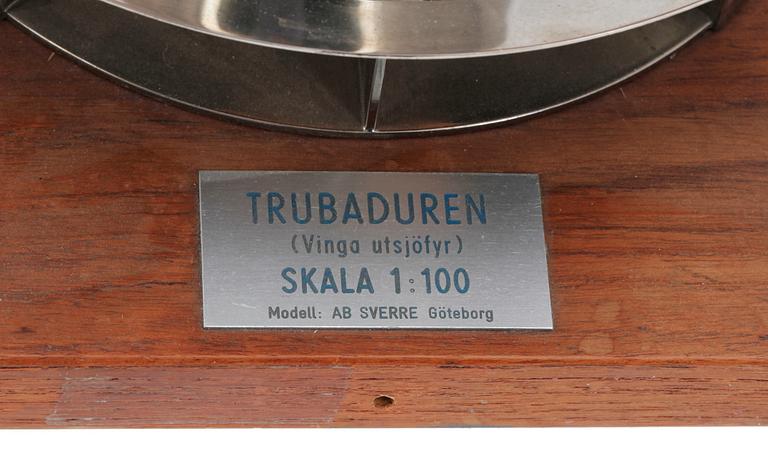 TRUBADUREN
(Vinga utsjöfyr)
SKALA 1:100
Modell: AB SVERRE Göteborg